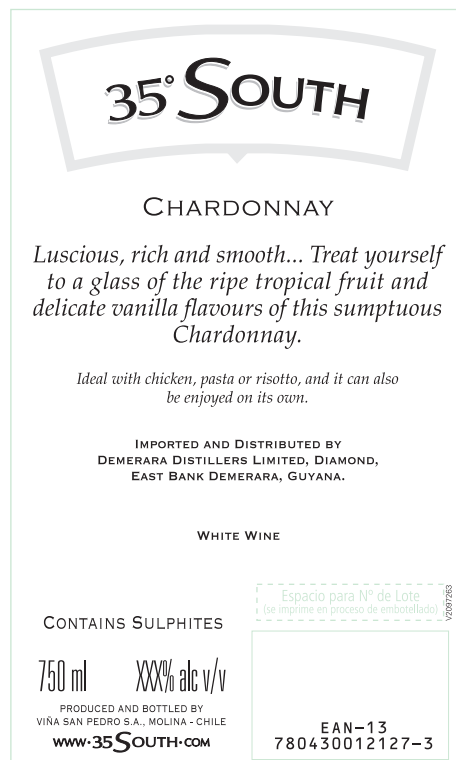 35° South
Chardonnay
Luscious, rich and smooth... Treat yourself
to a glass of the ripe tropical fruit and
delicate vanilla flavours of this sumptuous
Chardonnay.
Ideal with chicken, pasta or risotto, and it can also
be enjoyed on its own.
Imported and Distributed by
Demerara Distillers Limited, Diamond,
East Bank Demerara, Guyana.
White Wine
Espacio para Nº de Lote
(se imprime en proceso de embotellado)
V2097263
Contains Sulphites
750 ml XXX% alc v/v
PRODUCED AND BOTTLED BY
VIÑA SAN PEDRO S.A., MOLINA - CHILE
www·35South·com
EAN-13
780430012127-3